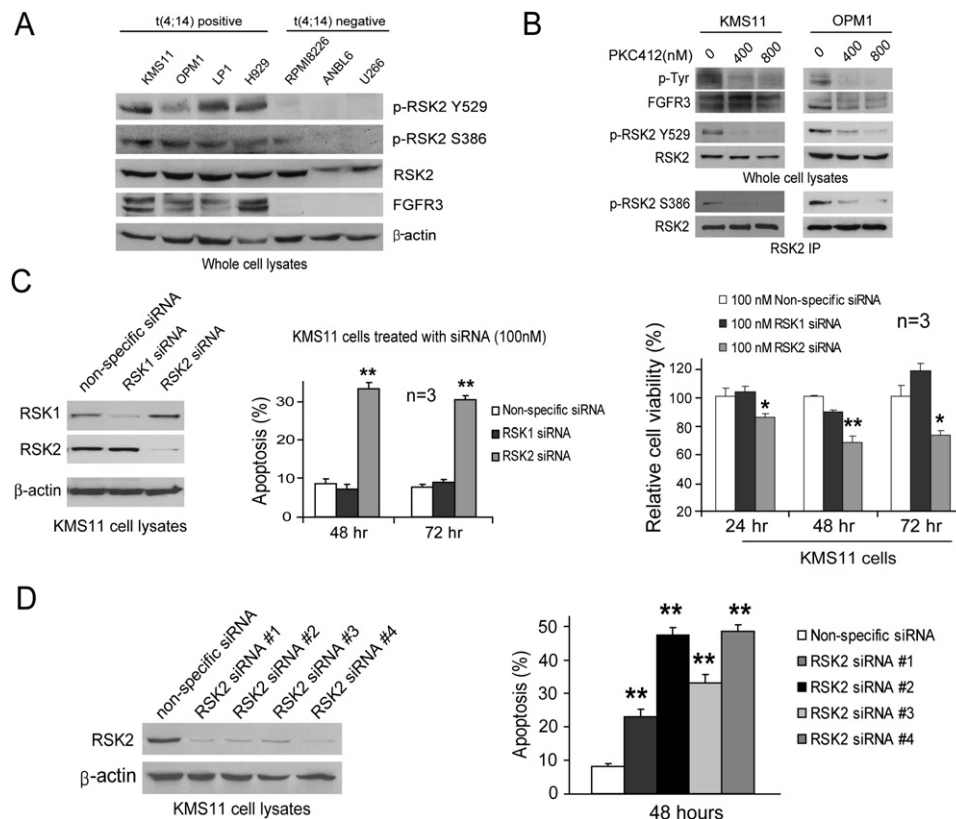 A
t(4;14) positive
t(4;14) negative
KMS11
OPM1
LP1
H929
RPMI8226
ANBL6
U266
p-RSK2 Y529
p-RSK2 S386
RSK2
FGFR3
β-actin
Whole cell lysates
B
KMS11
OPM1
PKC412(nM)
0
400
800
0
400
800
p-Tyr
FGFR3
p-RSK2 Y529
RSK2
Whole cell lysates
p-RSK2 S386
RSK2
RSK2 IP
C
non-specific siRNA
RSK1 siRNA
RSK2 siRNA
RSK1
RSK2
β-actin
KMS11 cell lysates
KMS11 cells treated with siRNA (100nM)
Apoptosis (%)
30
10
0
**
**
n=3
Non-specific siRNA
RSK1 siRNA
RSK2 siRNA
48 hr
72 hr
100 nM Non-specific siRNA
100 nM RSK1 siRNA
100 nM RSK2 siRNA
n=3
Relative cell viability (%)
140
120
100
80
60
40
20
*
**
*
24 hr
48 hr
72 hr
KMS11 cells
D
non-specific siRNA
RSK2 siRNA #1
RSK2 siRNA #2
RSK2 siRNA #3
RSK2 siRNA #4
RSK2
β-actin
KMS11 cell lysates
Apoptosis (%)
50
40
30
20
10
0
**
**
**
**
48 hours
Non-specific siRNA
RSK2 siRNA #1
RSK2 siRNA #2
RSK2 siRNA #3
RSK2 siRNA #4